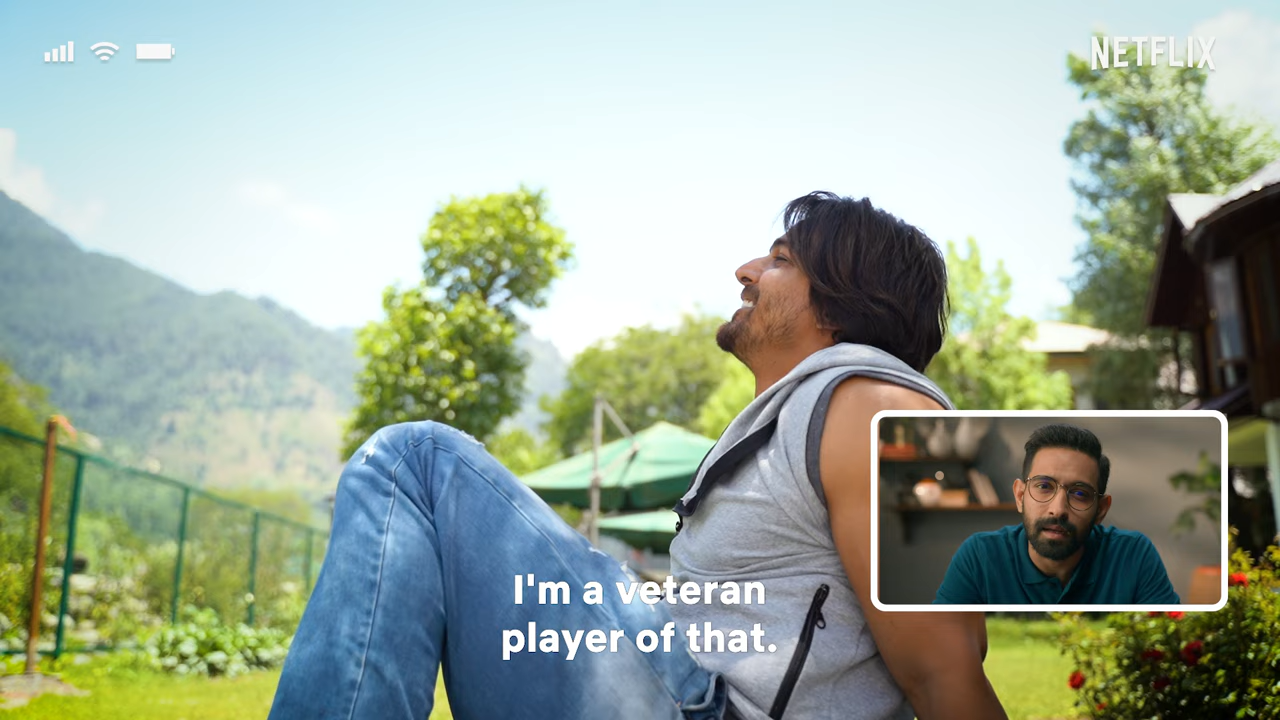 NETFLIX
I'm a veteran
player of that.